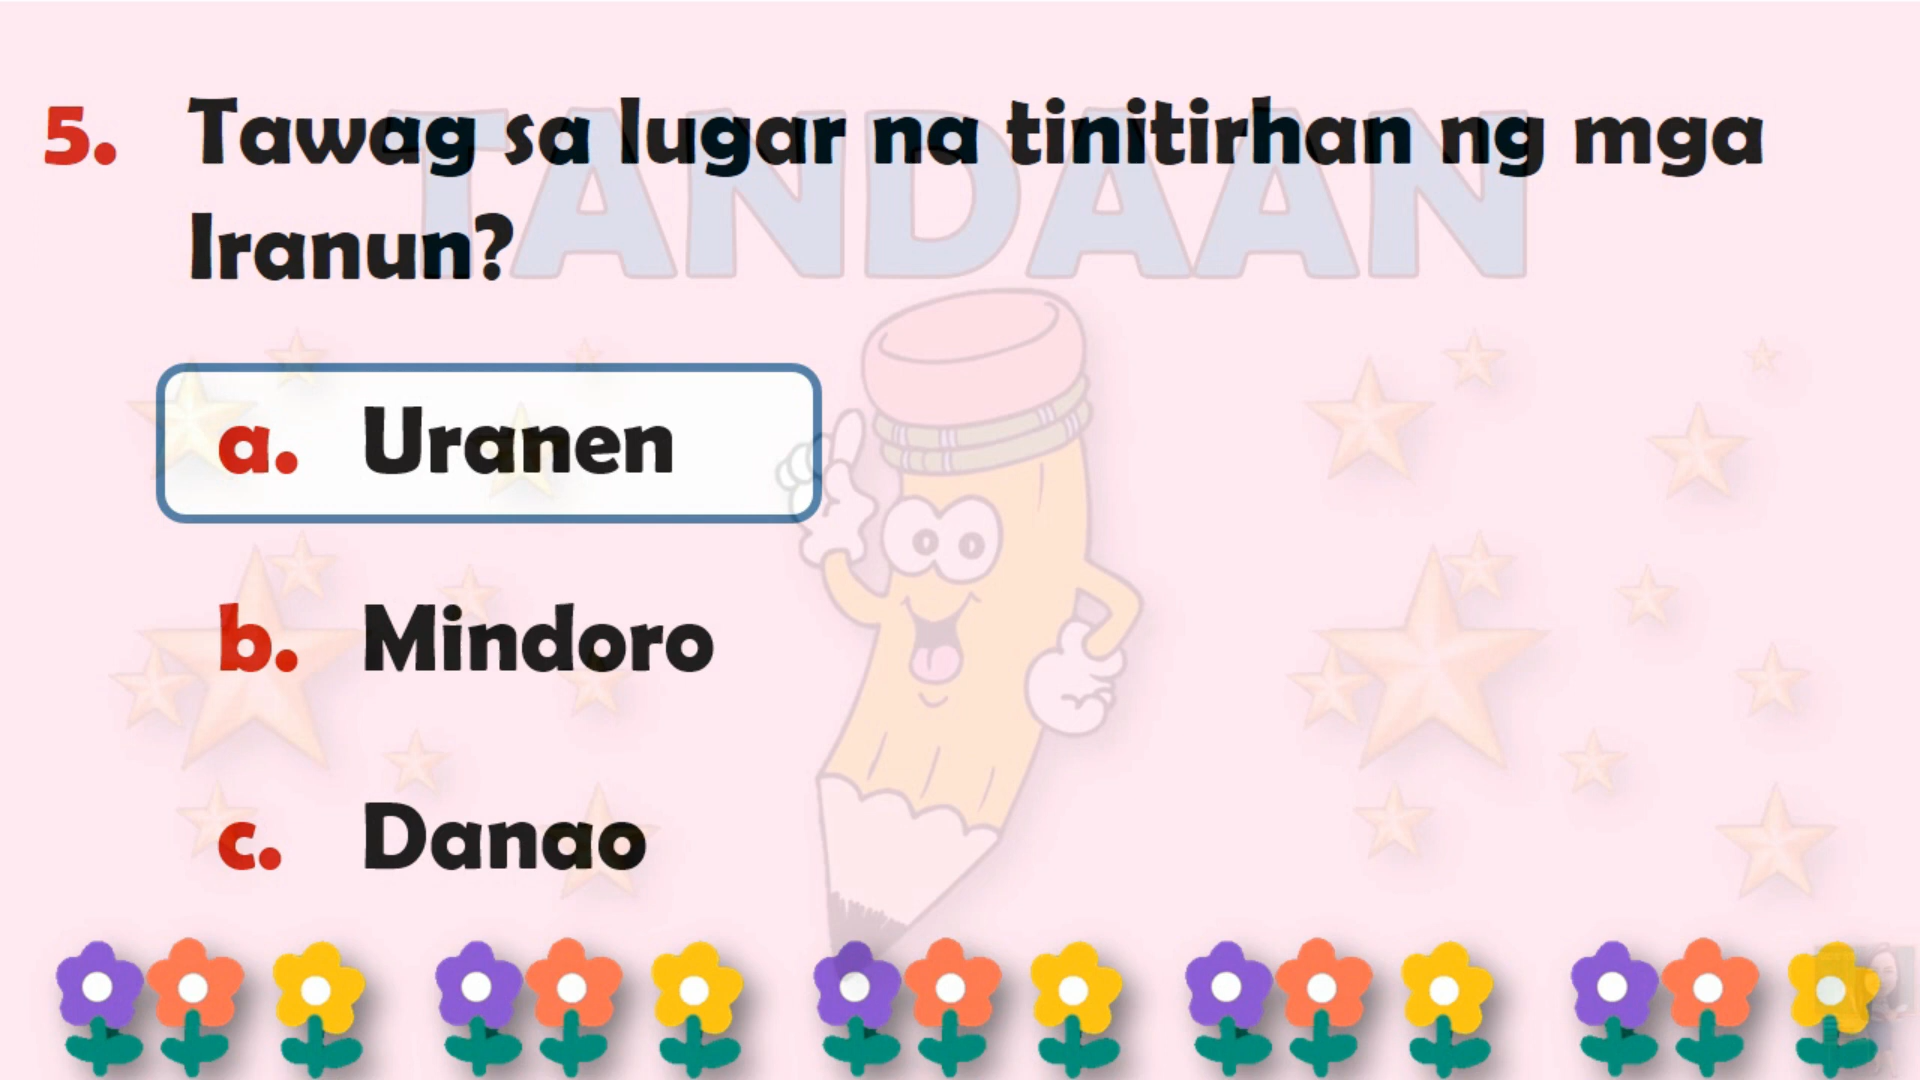 5. Tawag sa lugar na tinitirhan ng mga
Iranun?
TANDAAN
a. Uranen
b. Mindoro
c. Danao